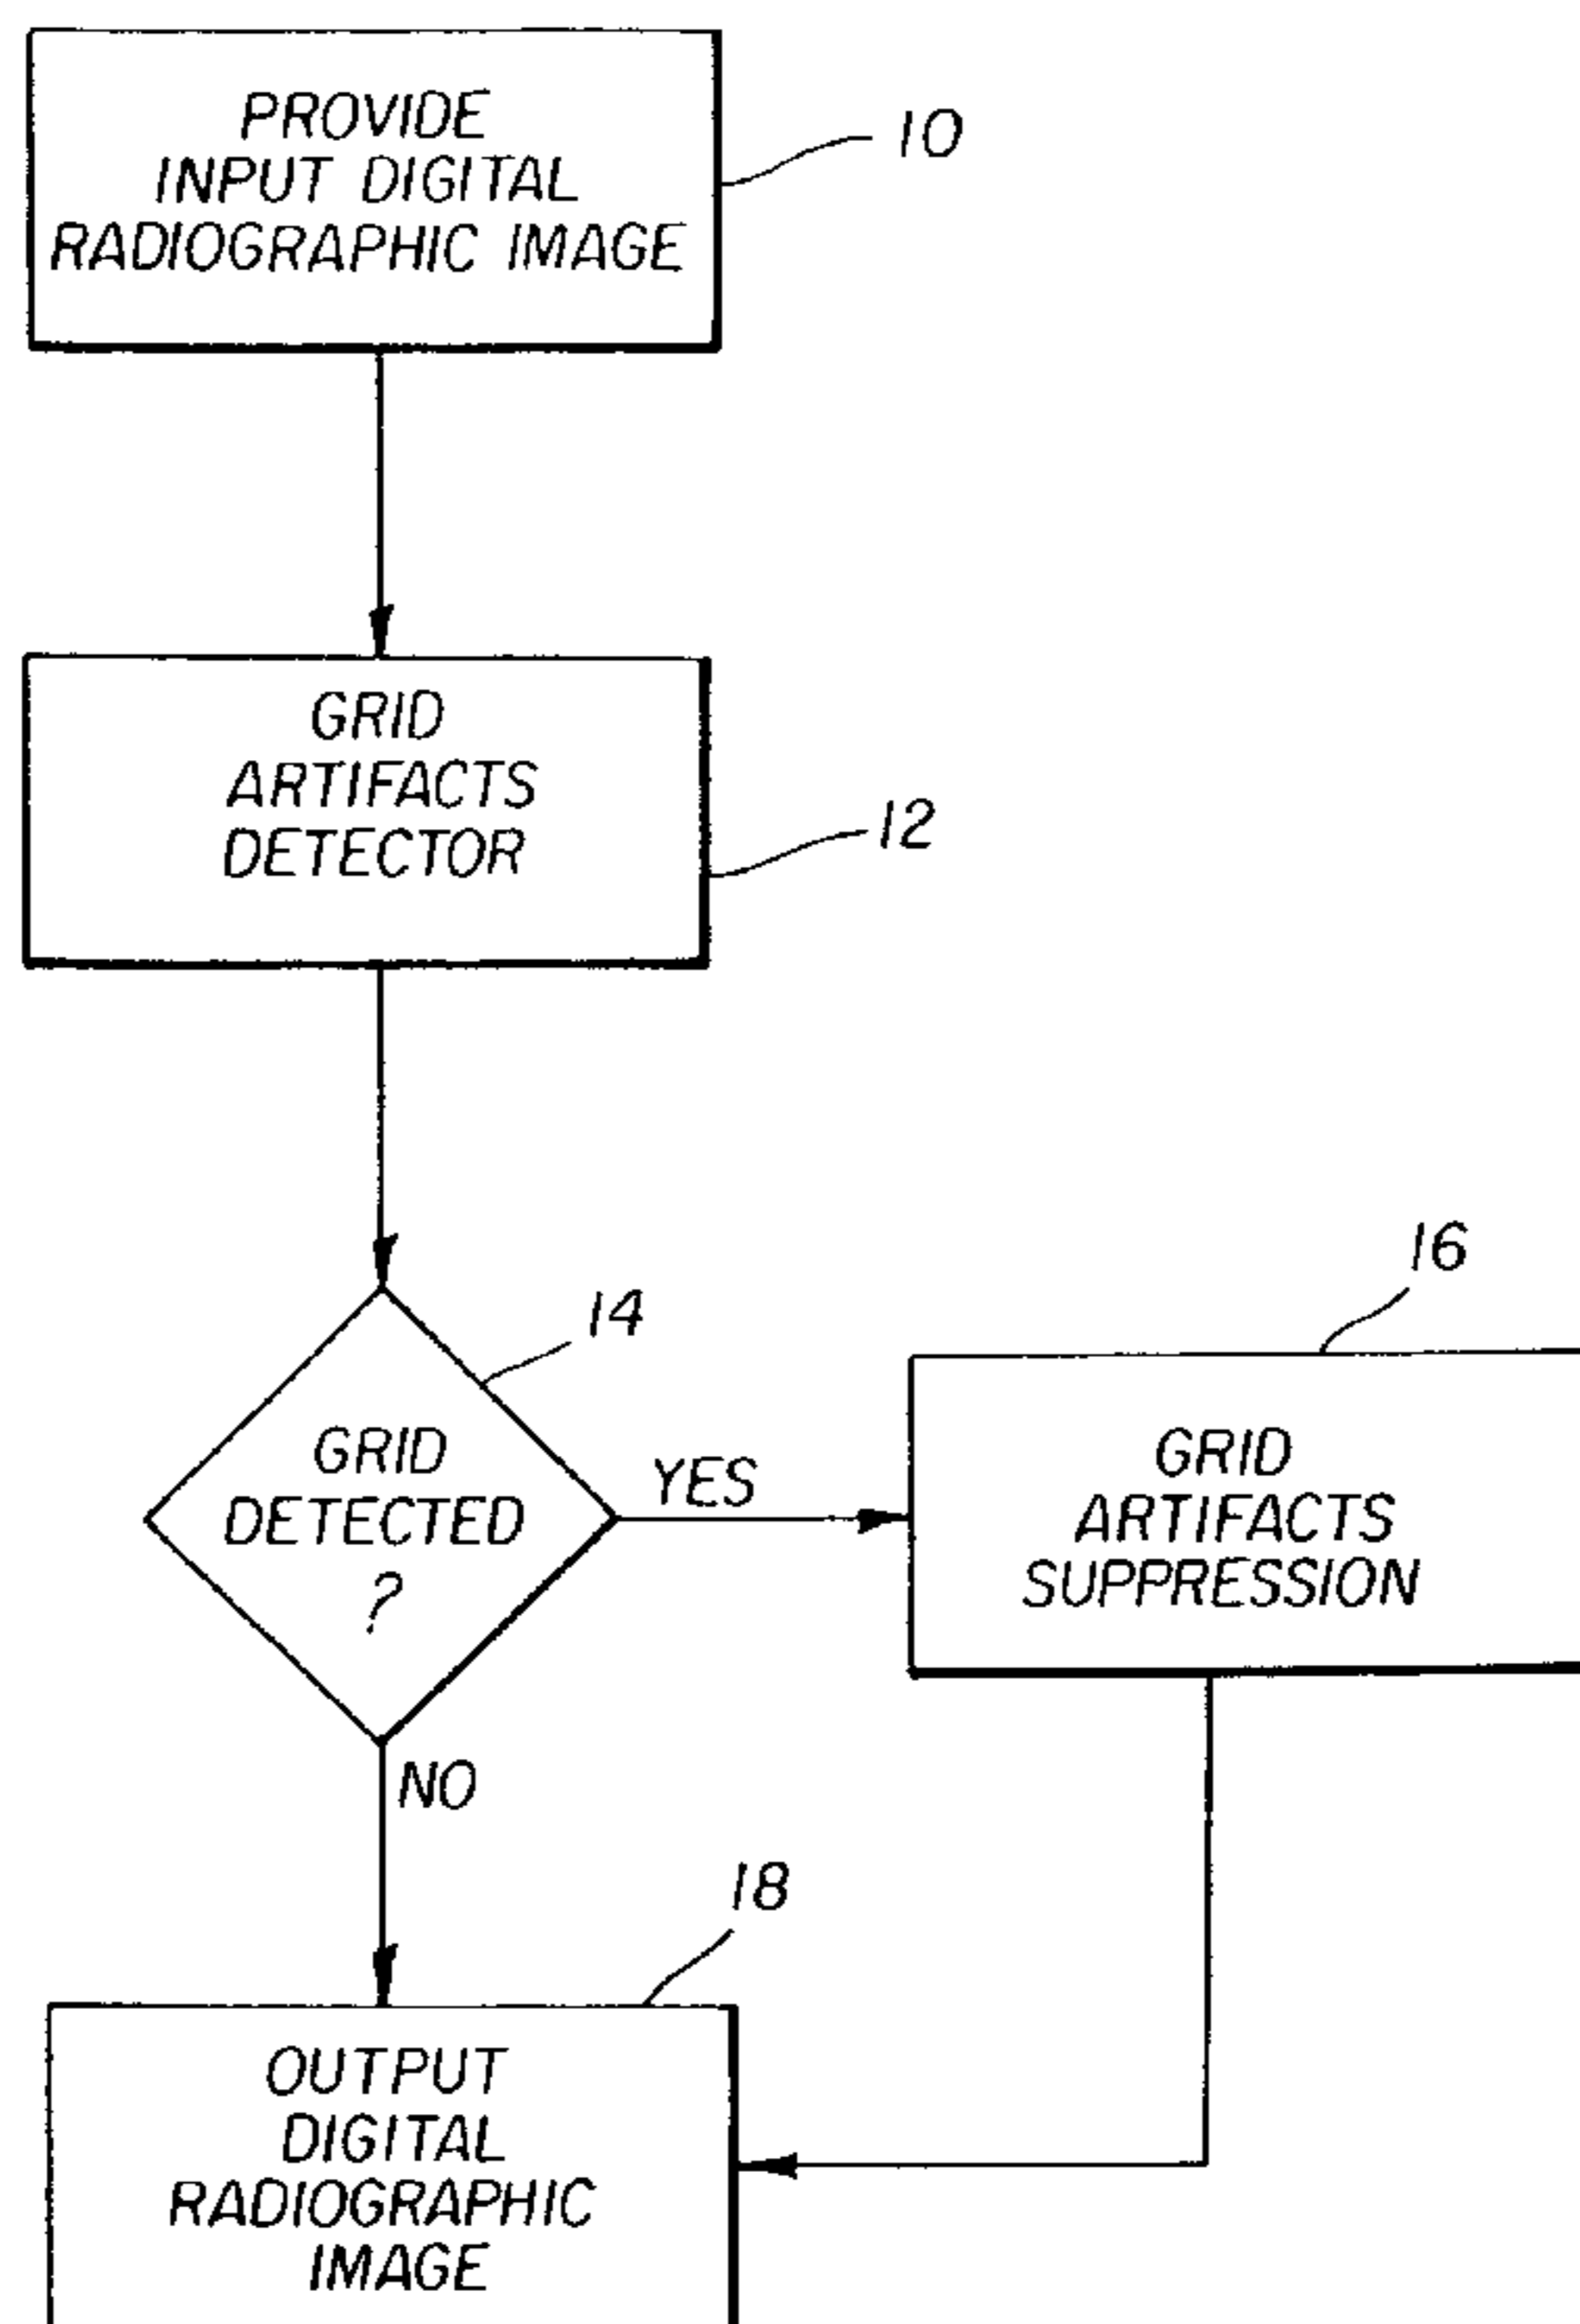 PROVIDE
INPUT DIGITAL
RADIOGRAPHIC IMAGE
10
GRID
ARTIFACTS
DETECTOR
12
14
GRID
DETECTED
?
YES
16
GRID
ARTIFACTS
SUPPRESSION
NO
18
OUTPUT
DIGITAL
RADIOGRAPHIC
IMAGE